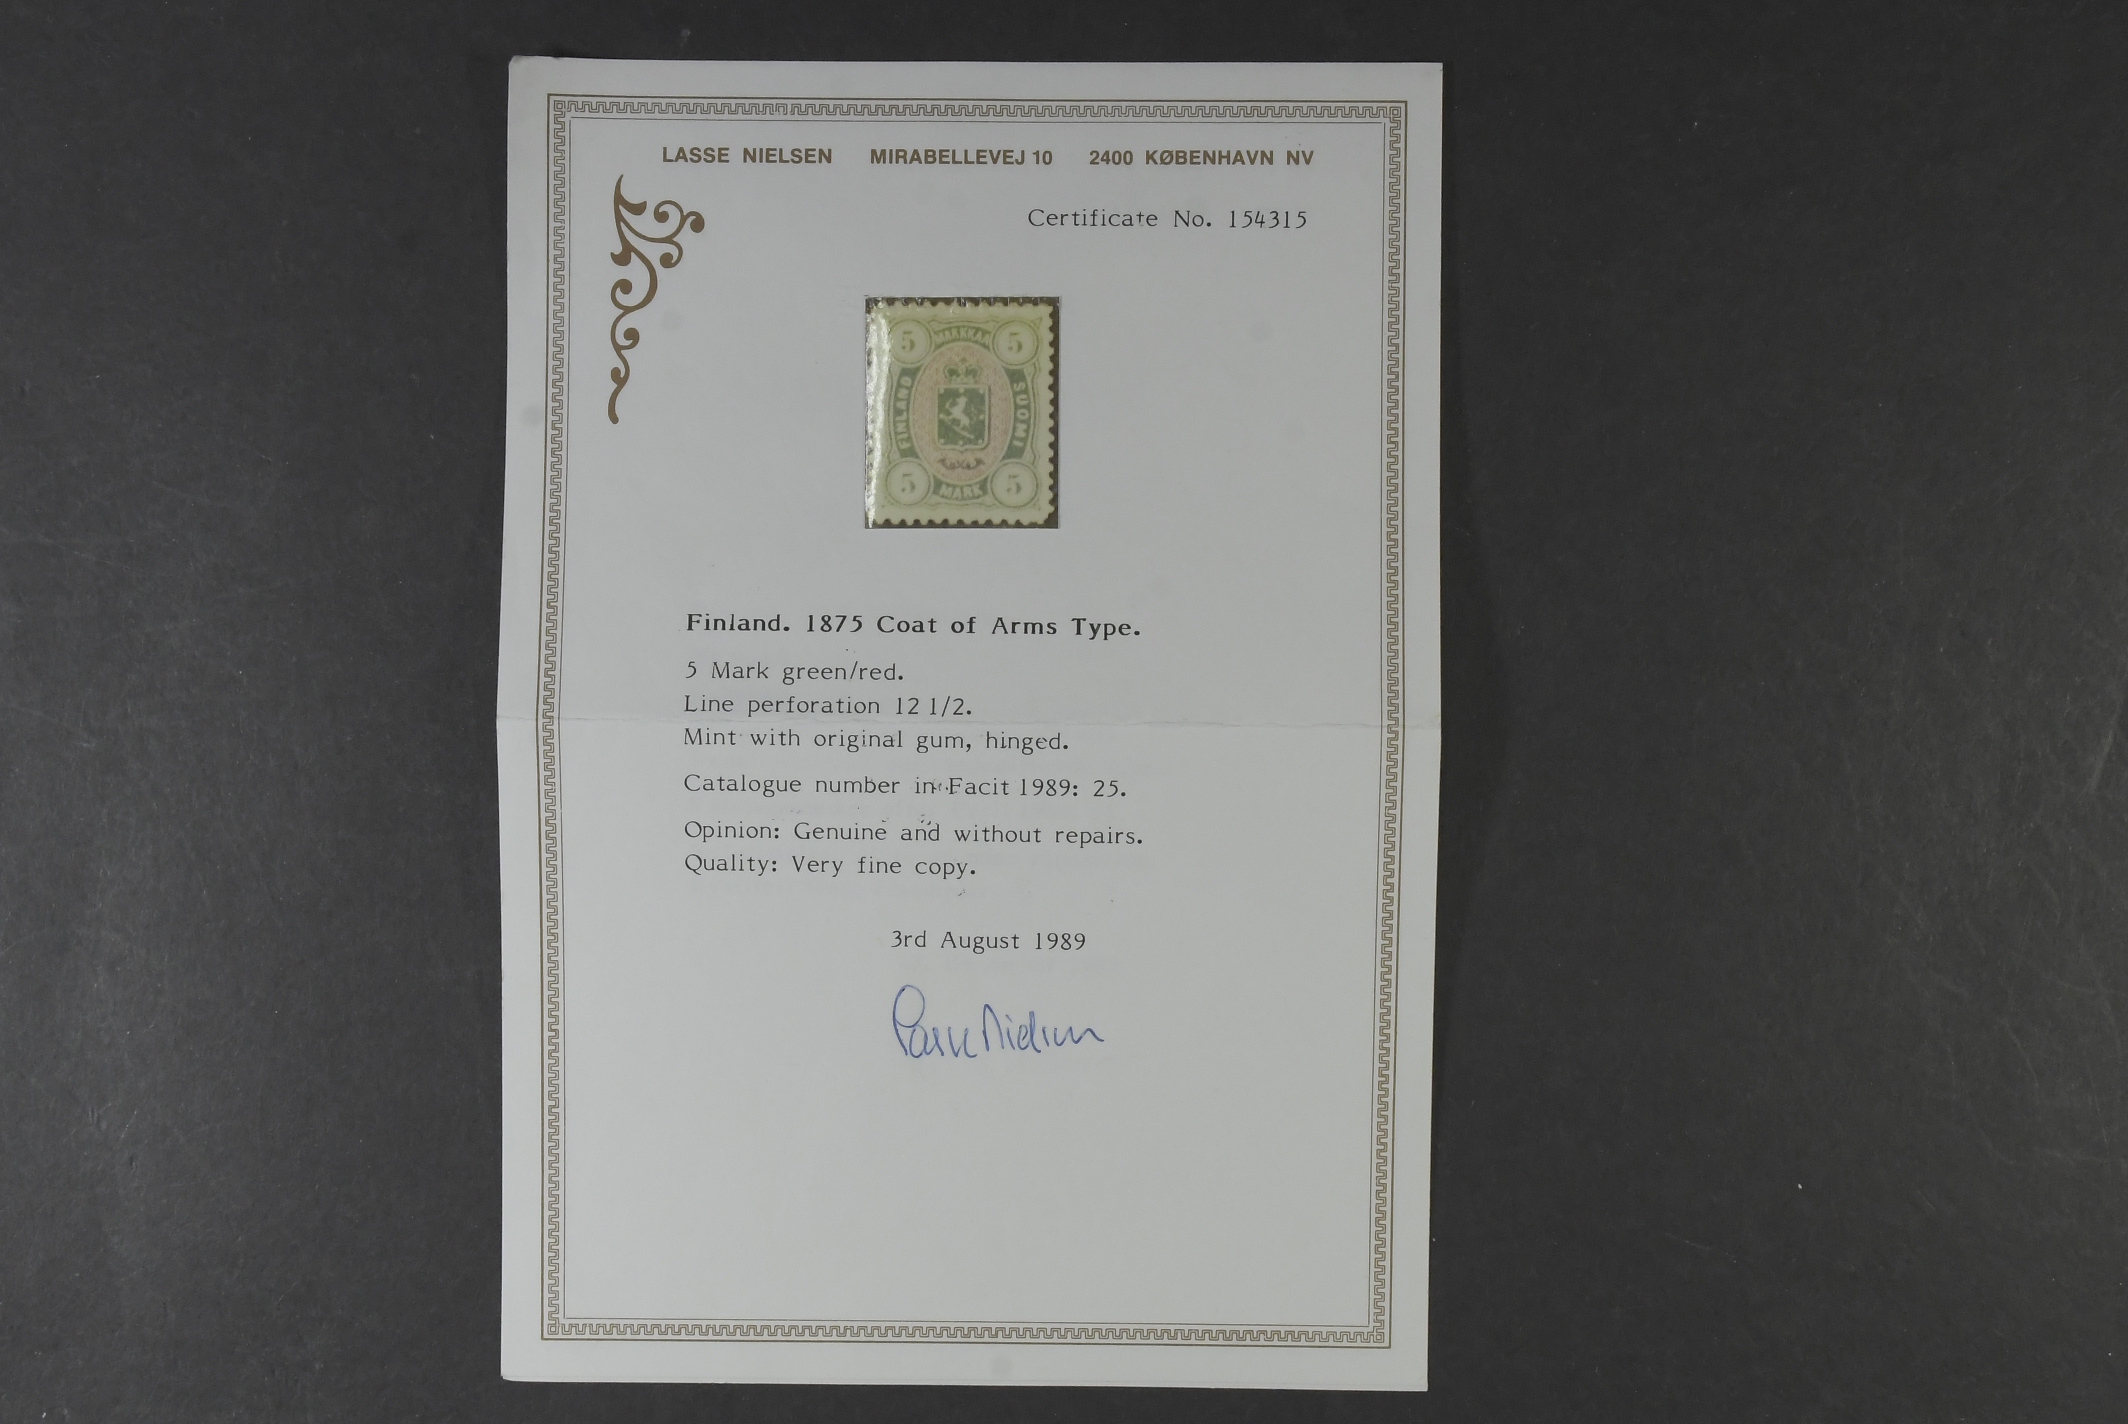 LASSE NIELSEN MIRABELLEVEJ 10 2400 KØBENHAVN NV
Certificate No. 154315
5 MARKKAA 5
FINLAND SUOMI
5 MARK 5
Finland. 1875 Coat of Arms Type.
5 Mark green/red.
Line perforation 12 1/2.
Mint with original gum, hinged.
Catalogue number in Facit 1989: 25.
Opinion: Genuine and without repairs.
Quality: Very fine copy.
3rd August 1989
Lasse Nielsen